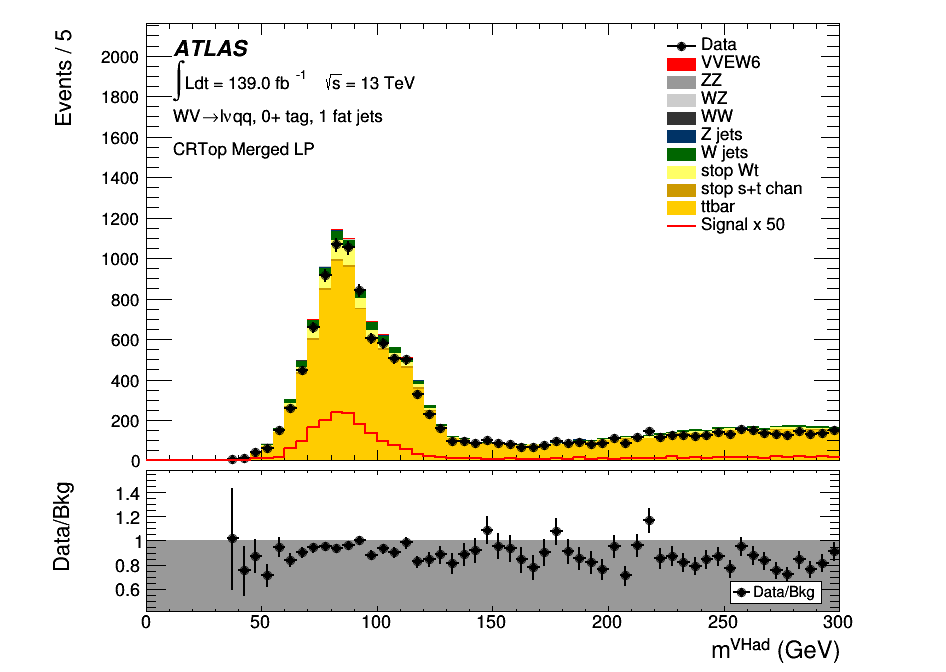 Events / 5
2000
1800
1600
1400
1200
1000
800
600
400
200
0
ATLAS
∫Ldt = 139.0 fb -1 √s = 13 TeV
WV→lνqq, 0+ tag, 1 fat jets
CRTop Merged LP
Data
VVEW6
ZZ
WZ
WW
Z jets
W jets
stop Wt
stop s+t chan
ttbar
Signal x 50
Data/Bkg
1.4
1.2
1
0.8
0.6
Data/Bkg
0 50 100 150 200 250 300
m^VHad (GeV)